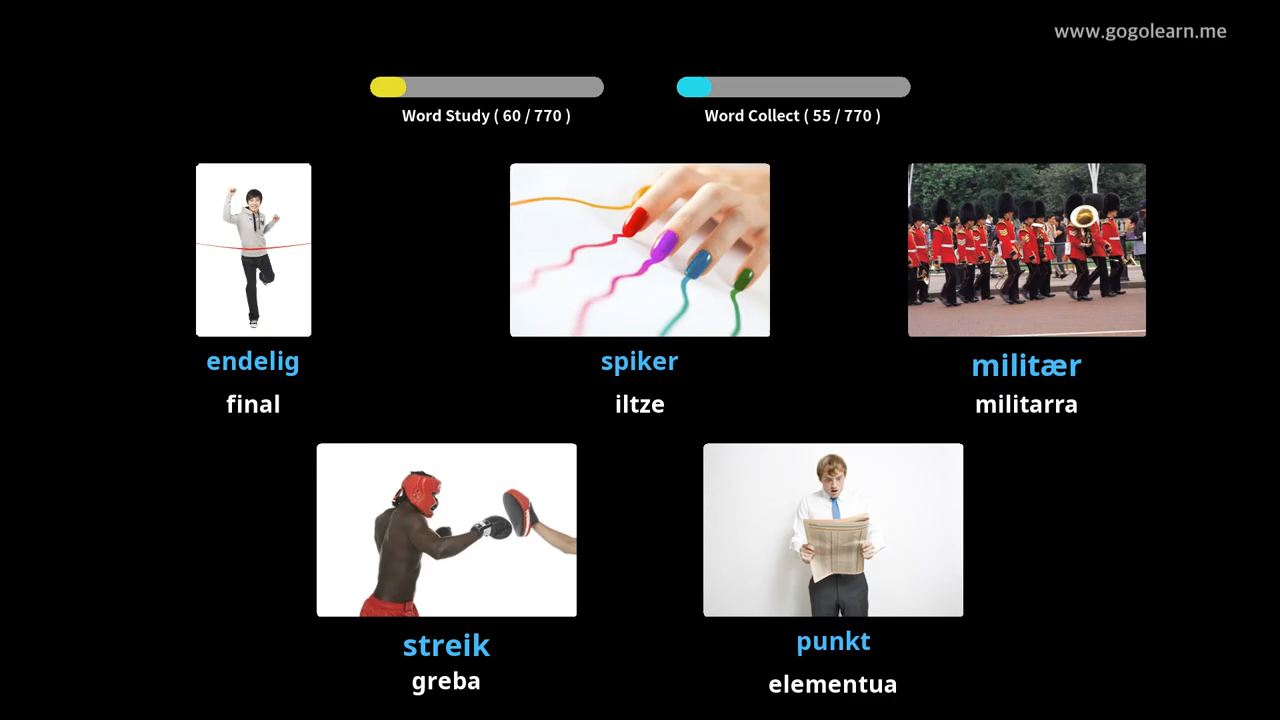 www.gogolearn.me
Word Study ( 60 / 770 )
Word Collect ( 55 / 770 )
endelig
final
spiker
iltze
militær
militarra
streik
greba
punkt
elementua